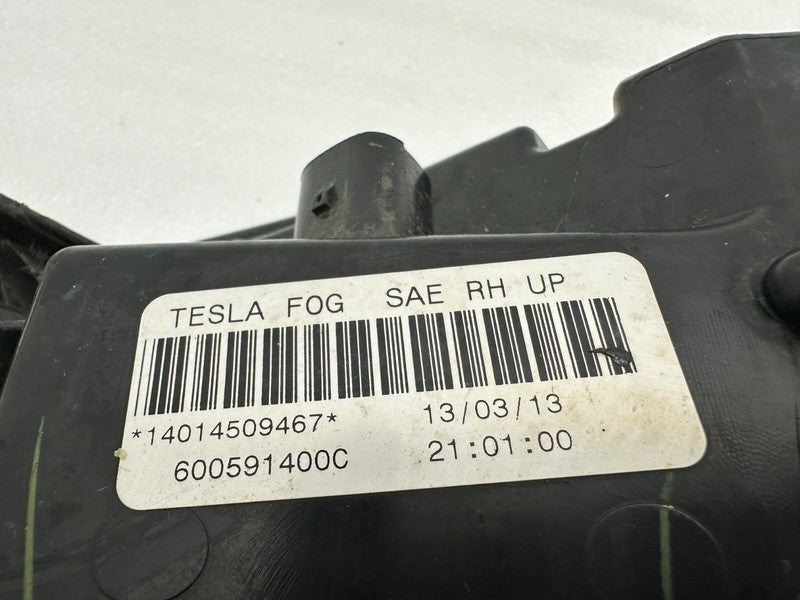 TESLA FOG SAE RH UP
*14014509467* 13/03/13
600591400C 21:01:00